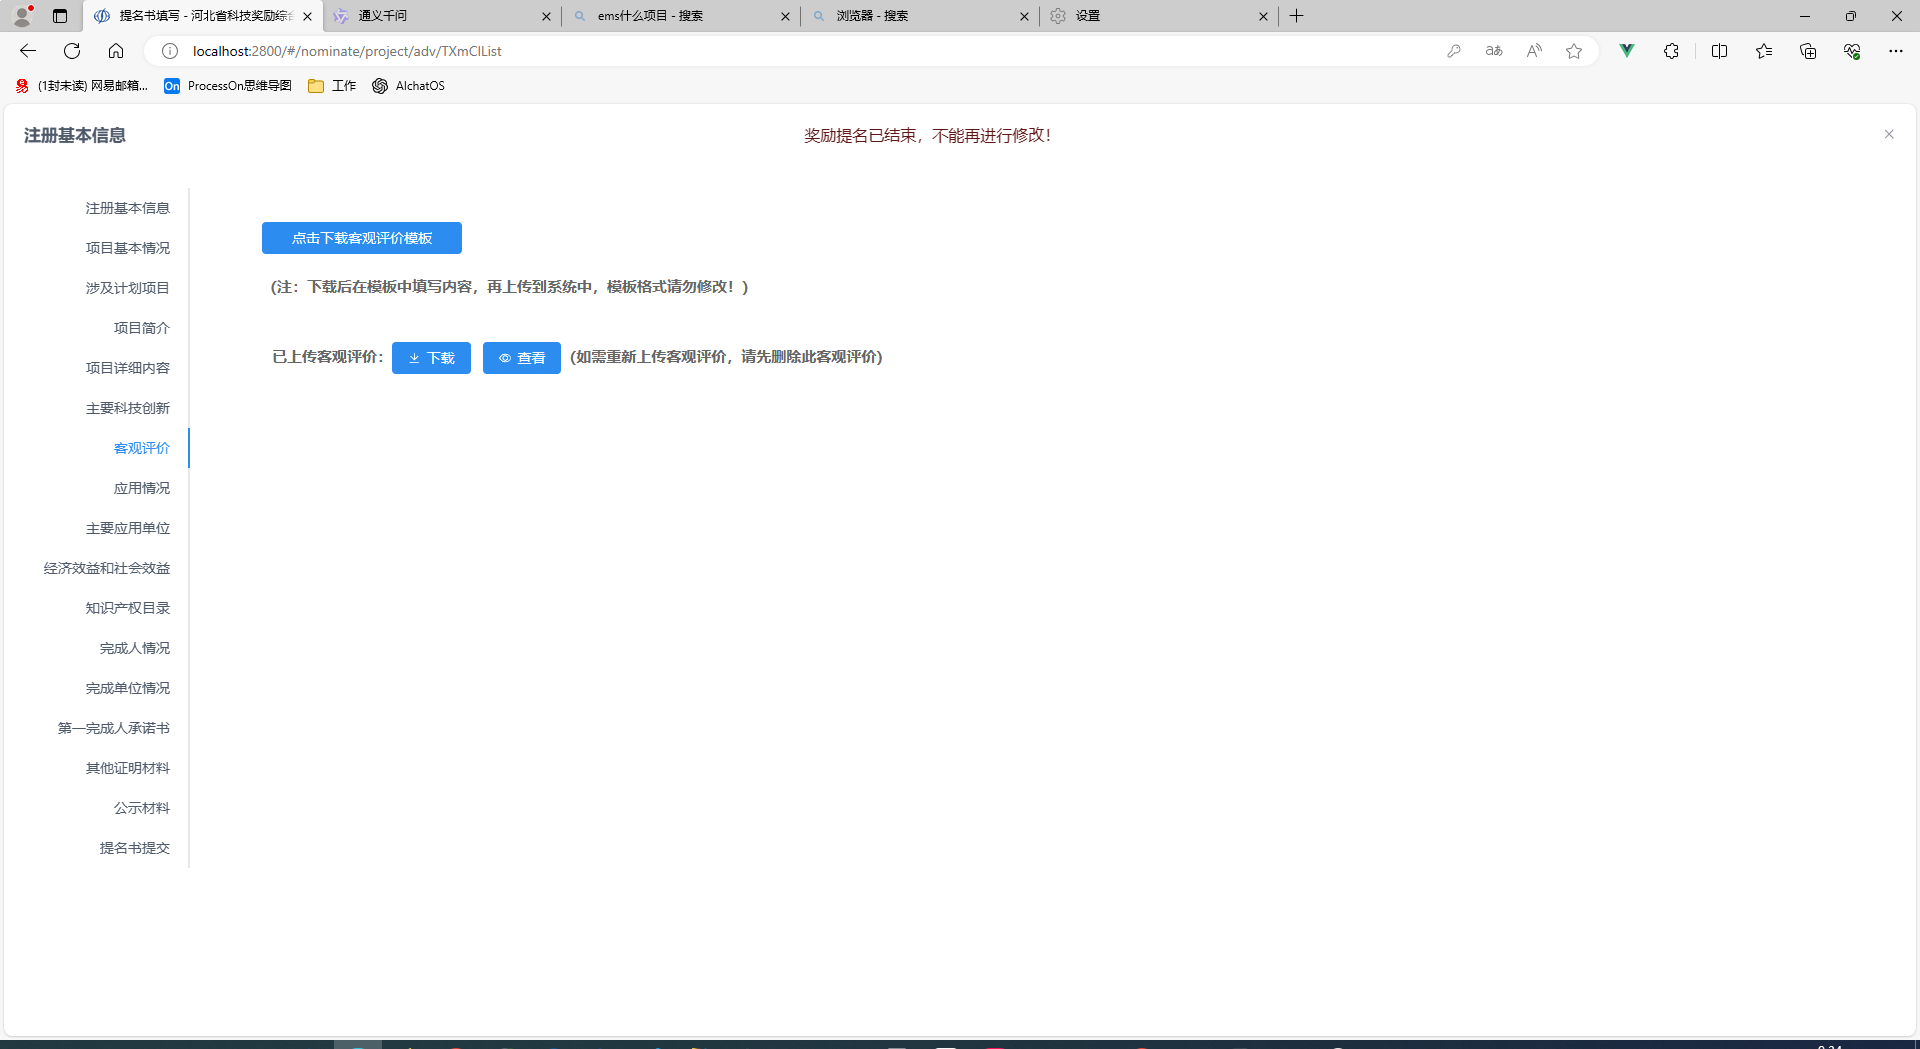 提名书填写 - 河北省科技奖励综合
通义千问
ems什么项目 - 搜索
浏览器 - 搜索
设置
localhost:2800/#/nominate/project/adv/TXmClList
(1封未读) 网易邮箱...
ProcessOn思维导图
工作
AIchatOS
注册基本信息
奖励提名已结束，不能再进行修改！
注册基本信息
项目基本情况
涉及计划项目
项目简介
项目详细内容
主要科技创新
客观评价
应用情况
主要应用单位
经济效益和社会效益
知识产权目录
完成人情况
完成单位情况
第一完成人承诺书
其他证明材料
公示材料
提名书提交
点击下载客观评价模板
(注：下载后在模板中填写内容，再上传到系统中，模板格式请勿修改！)
已上传客观评价： 下载 查看 (如需重新上传客观评价，请先删除此客观评价)